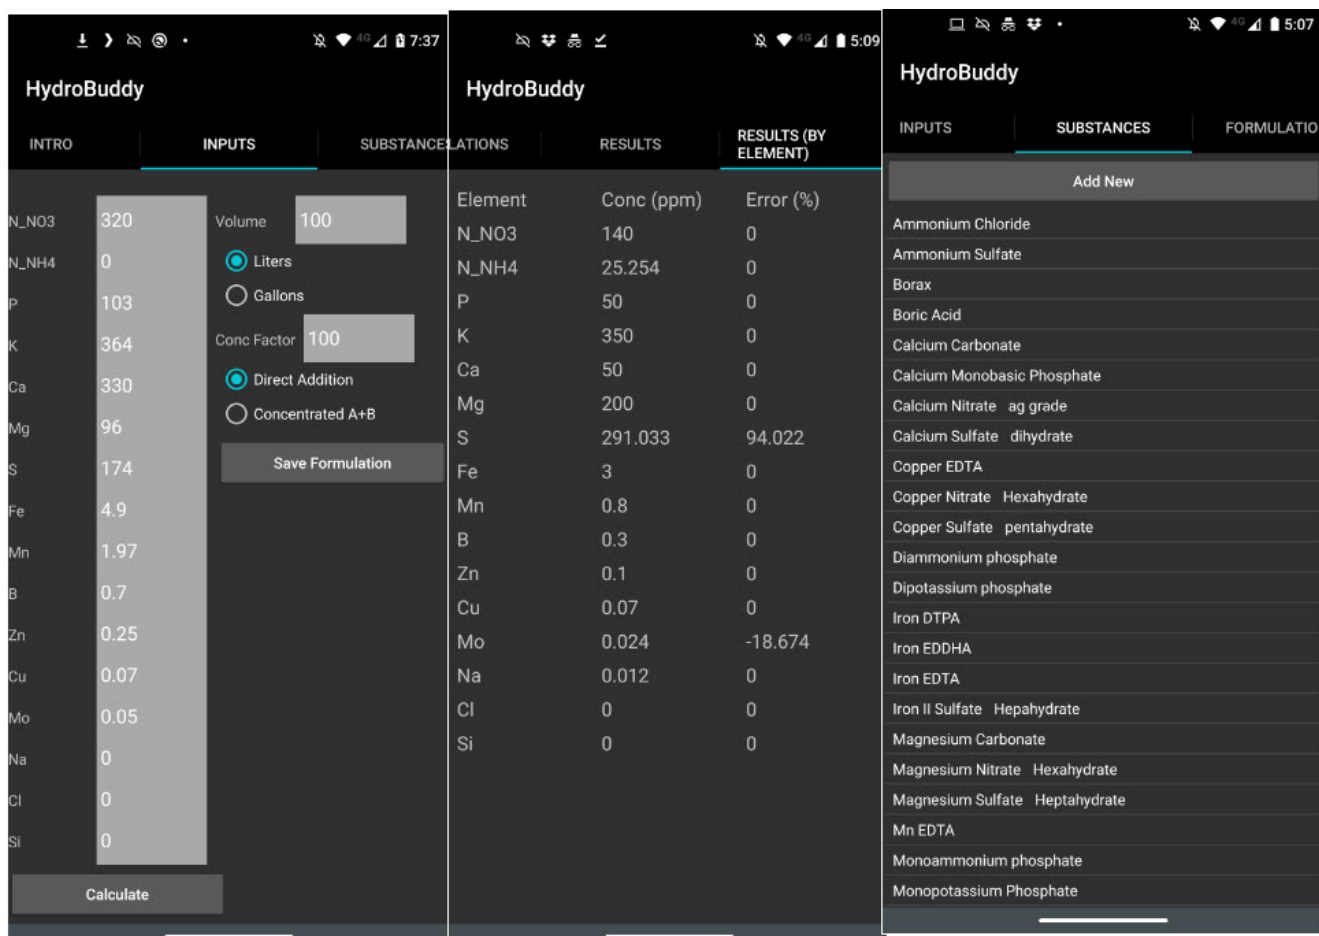 7:37
HydroBuddy
INTRO INPUTS SUBSTANCE
N_NO3 320 Volume 100
N_NH4 0 Liters
P 103 Gallons
K 364 Conc Factor 100
Ca 330 Direct Addition
Mg 96 Concentrated A+B
S 174 Save Formulation
Fe 4.9
Mn 1.97
B 0.7
Zn 0.25
Cu 0.07
Mo 0.05
Na 0
Cl 0
Si 0
Calculate
4G 5:09
HydroBuddy
LATIONS RESULTS RESULTS (BY
ELEMENT)
Element Conc (ppm) Error (%)
N_NO3 140 0
N_NH4 25.254 0
P 50 0
K 350 0
Ca 50 0
Mg 200 0
S 291.033 94.022
Fe 3 0
Mn 0.8 0
B 0.3 0
Zn 0.1 0
Cu 0.07 0
Mo 0.024 -18.674
Na 0.012 0
Cl 0 0
Si 0 0
4G 5:07
HydroBuddy
INPUTS SUBSTANCES FORMULATIO
Add New
Ammonium Chloride
Ammonium Sulfate
Borax
Boric Acid
Calcium Carbonate
Calcium Monobasic Phosphate
Calcium Nitrate ag grade
Calcium Sulfate dihydrate
Copper EDTA
Copper Nitrate Hexahydrate
Copper Sulfate pentahydrate
Diammonium phosphate
Dipotassium phosphate
Iron DTPA
Iron EDDHA
Iron EDTA
Iron II Sulfate Hepahydrate
Magnesium Carbonate
Magnesium Nitrate Hexahydrate
Magnesium Sulfate Heptahydrate
Mn EDTA
Monoammonium phosphate
Monopotassium Phosphate